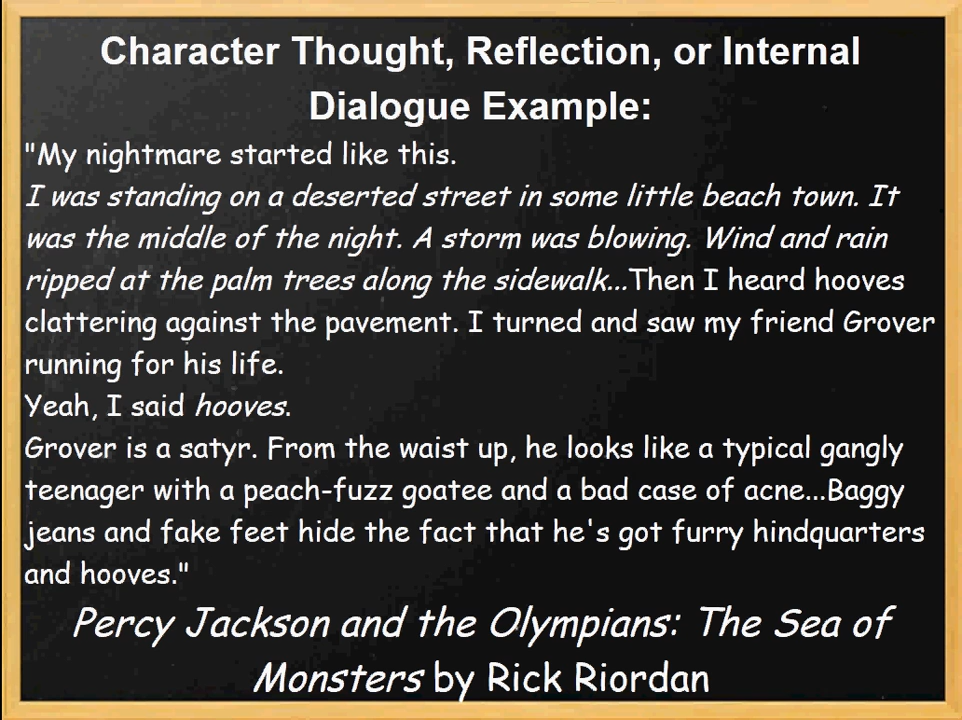 Character Thought, Reflection, or Internal
Dialogue Example:
"My nightmare started like this.
I was standing on a deserted street in some little beach town. It
was the middle of the night. A storm was blowing. Wind and rain
ripped at the palm trees along the sidewalk...Then I heard hooves
clattering against the pavement. I turned and saw my friend Grover
running for his life.
Yeah, I said hooves.
Grover is a satyr. From the waist up, he looks like a typical gangly
teenager with a peach-fuzz goatee and a bad case of acne...Baggy
jeans and fake feet hide the fact that he's got furry hindquarters
and hooves."
Percy Jackson and the Olympians: The Sea of
Monsters by Rick Riordan